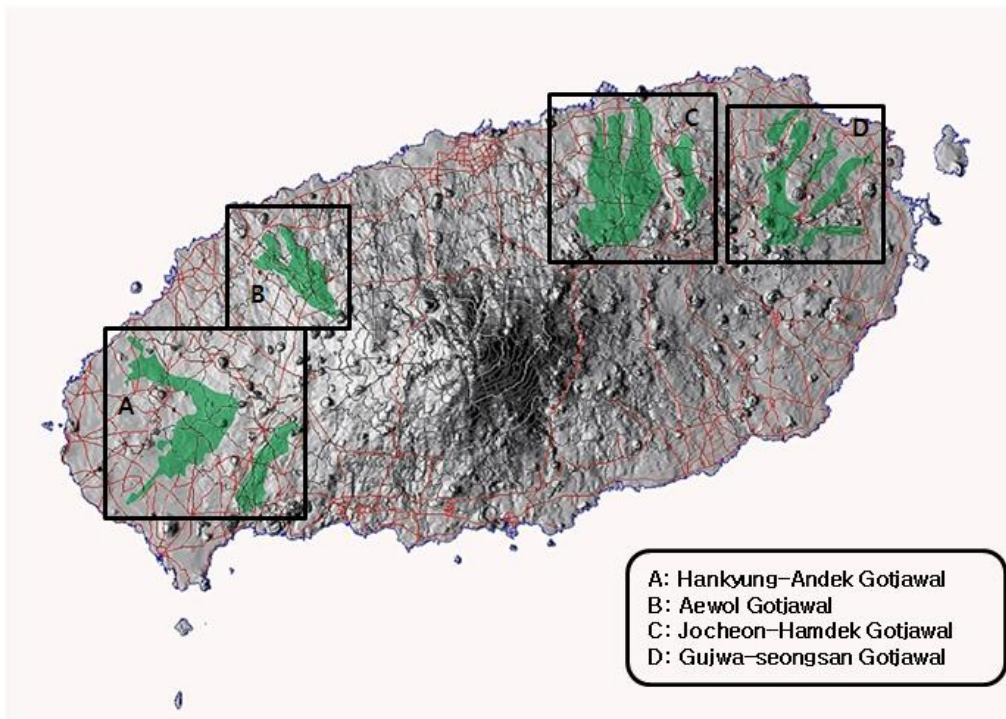 C
D
B
A
A: Hankyung-Andek Gotjawal
B: Aewol Gotjawal
C: Jocheon-Hamdek Gotjawal
D: Gujwa-seongsan Gotjawal